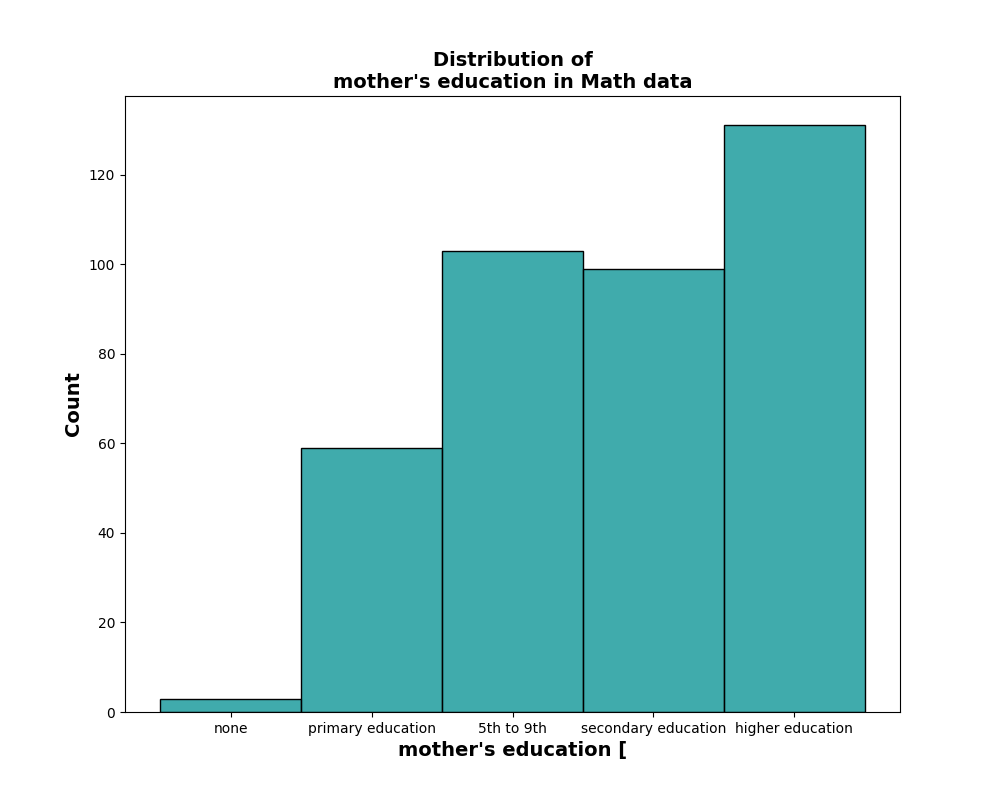 Distribution of
mother's education in Math data
Count
120
100
80
60
40
20
0
none primary education 5th to 9th secondary education higher education
mother's education [